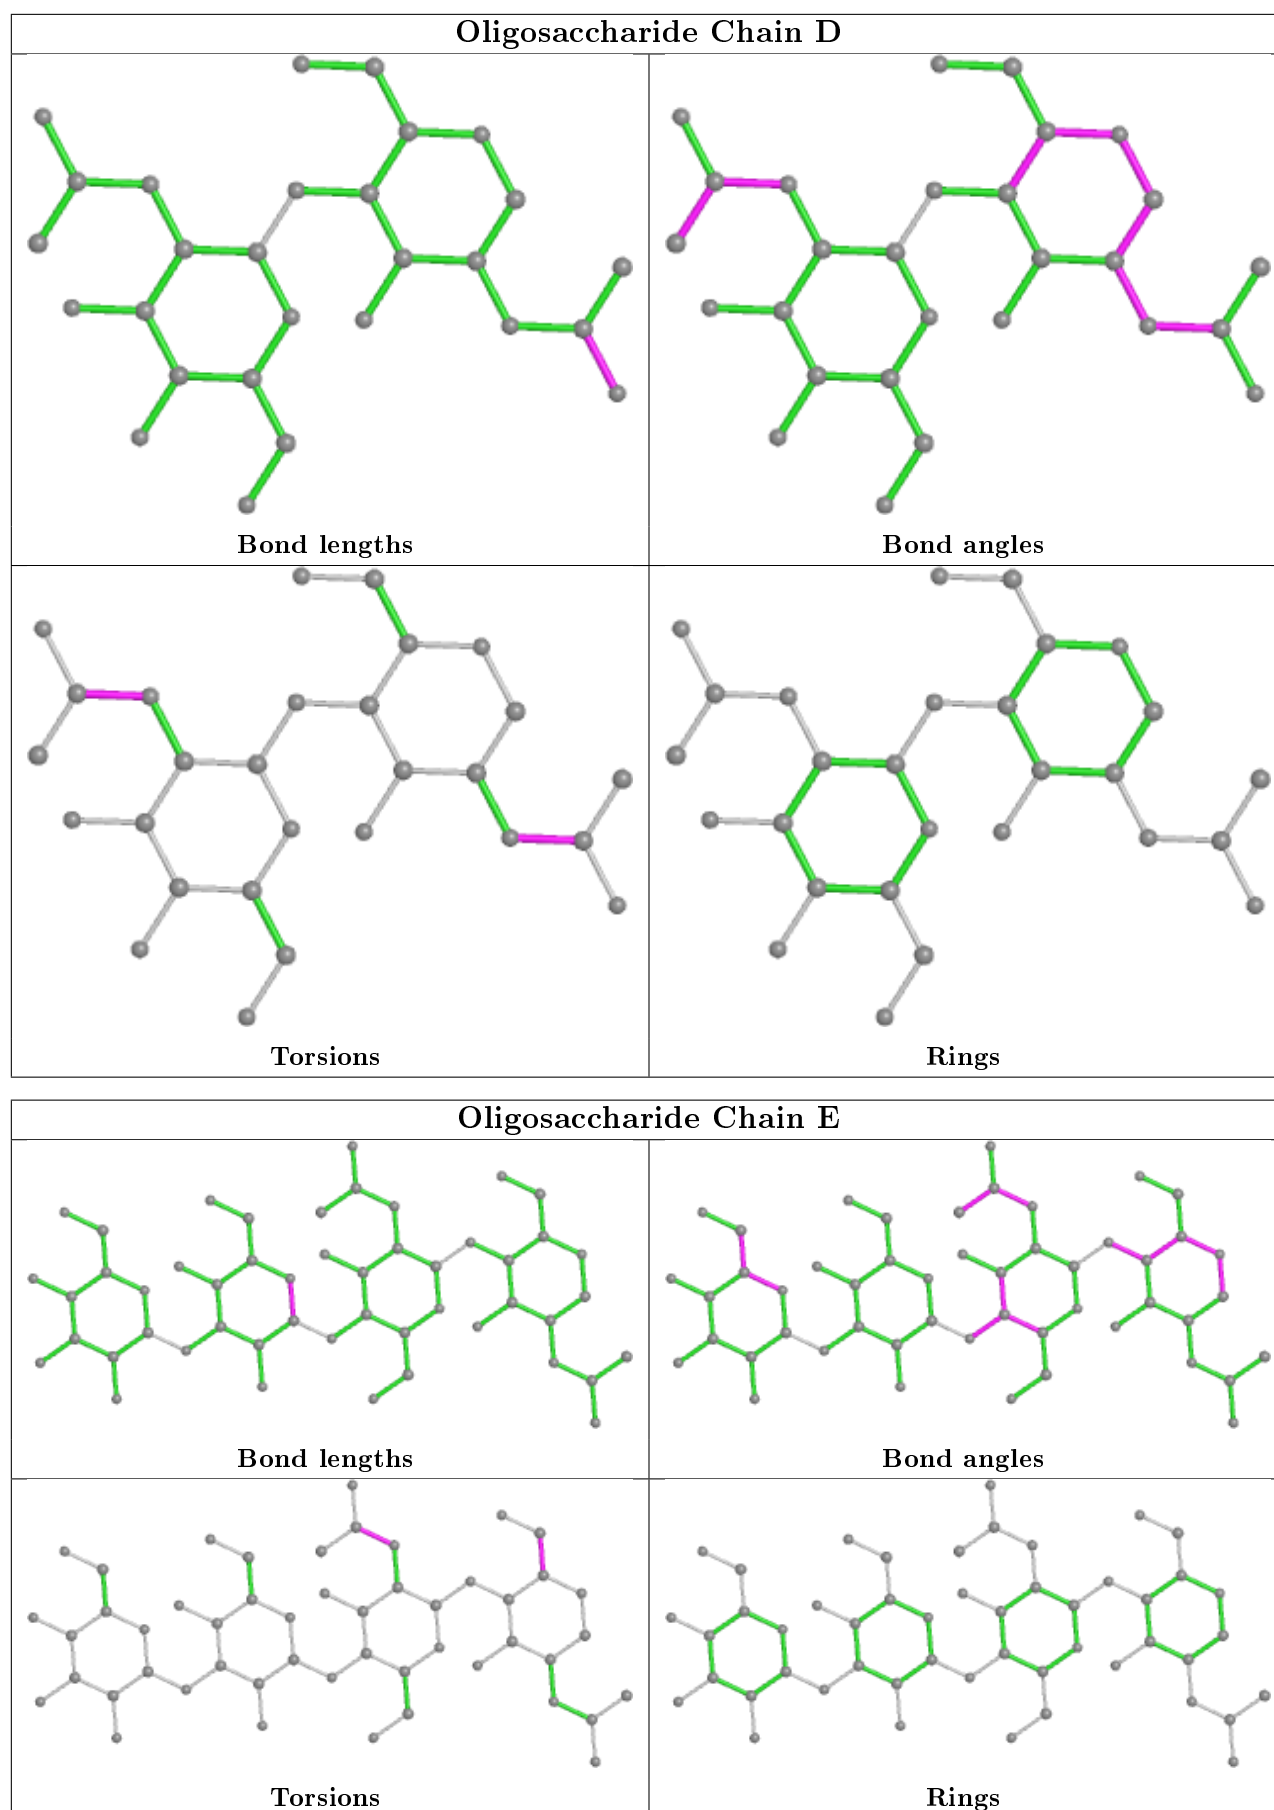 Oligosaccharide Chain D
Bond lengths
Bond angles
Torsions
Rings
Oligosaccharide Chain E
Bond lengths
Bond angles
Torsions
Rings